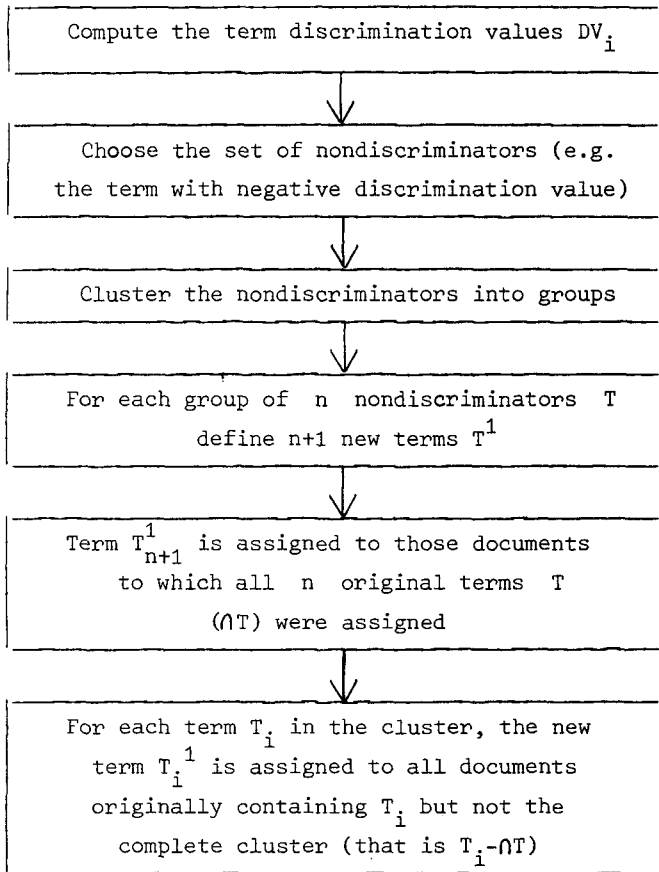 Compute the term discrimination values DV_i
Choose the set of nondiscriminators (e.g.
the term with negative discrimination value)
Cluster the nondiscriminators into groups
For each group of n nondiscriminators T
define n+1 new terms T^1
Term T^1_{n+1} is assigned to those documents
to which all n original terms T
(∩T) were assigned
For each term T_i in the cluster, the new
term T_i^1 is assigned to all documents
originally containing T_i but not the
complete cluster (that is T_i-∩T)